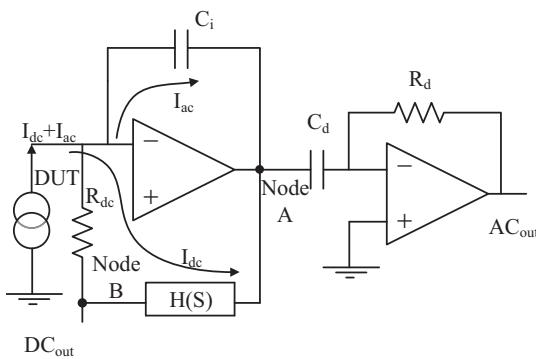 C_i
I_ac
R_d
C_d
I_dc+I_ac
−
+
DUT
R_dc
Node
A
−
+
AC_out
I_dc
Node
B
H(S)
DC_out